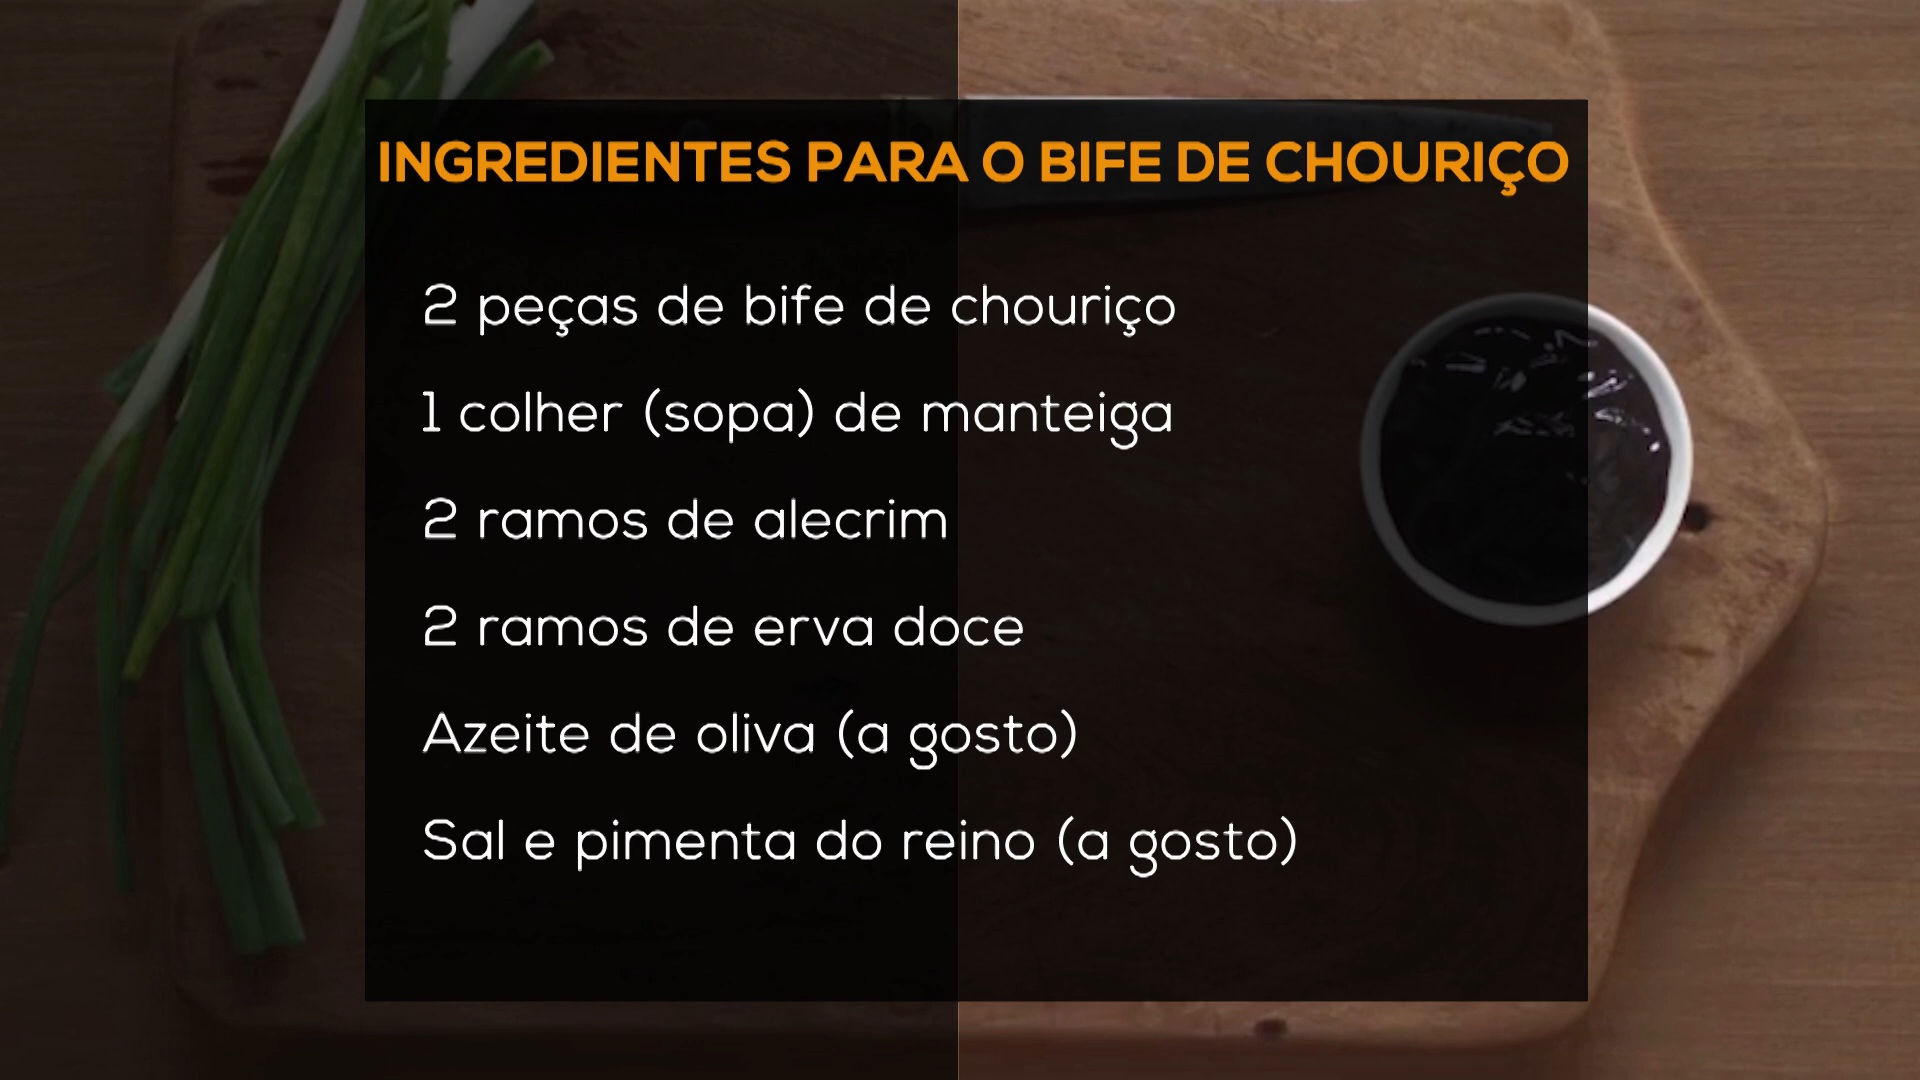 INGREDIENTES PARA O BIFE DE CHOURIÇO
2 peças de bife de chouriço
1 colher (sopa) de manteiga
2 ramos de alecrim
2 ramos de erva doce
Azeite de oliva (a gosto)
Sal e pimenta do reino (a gosto)